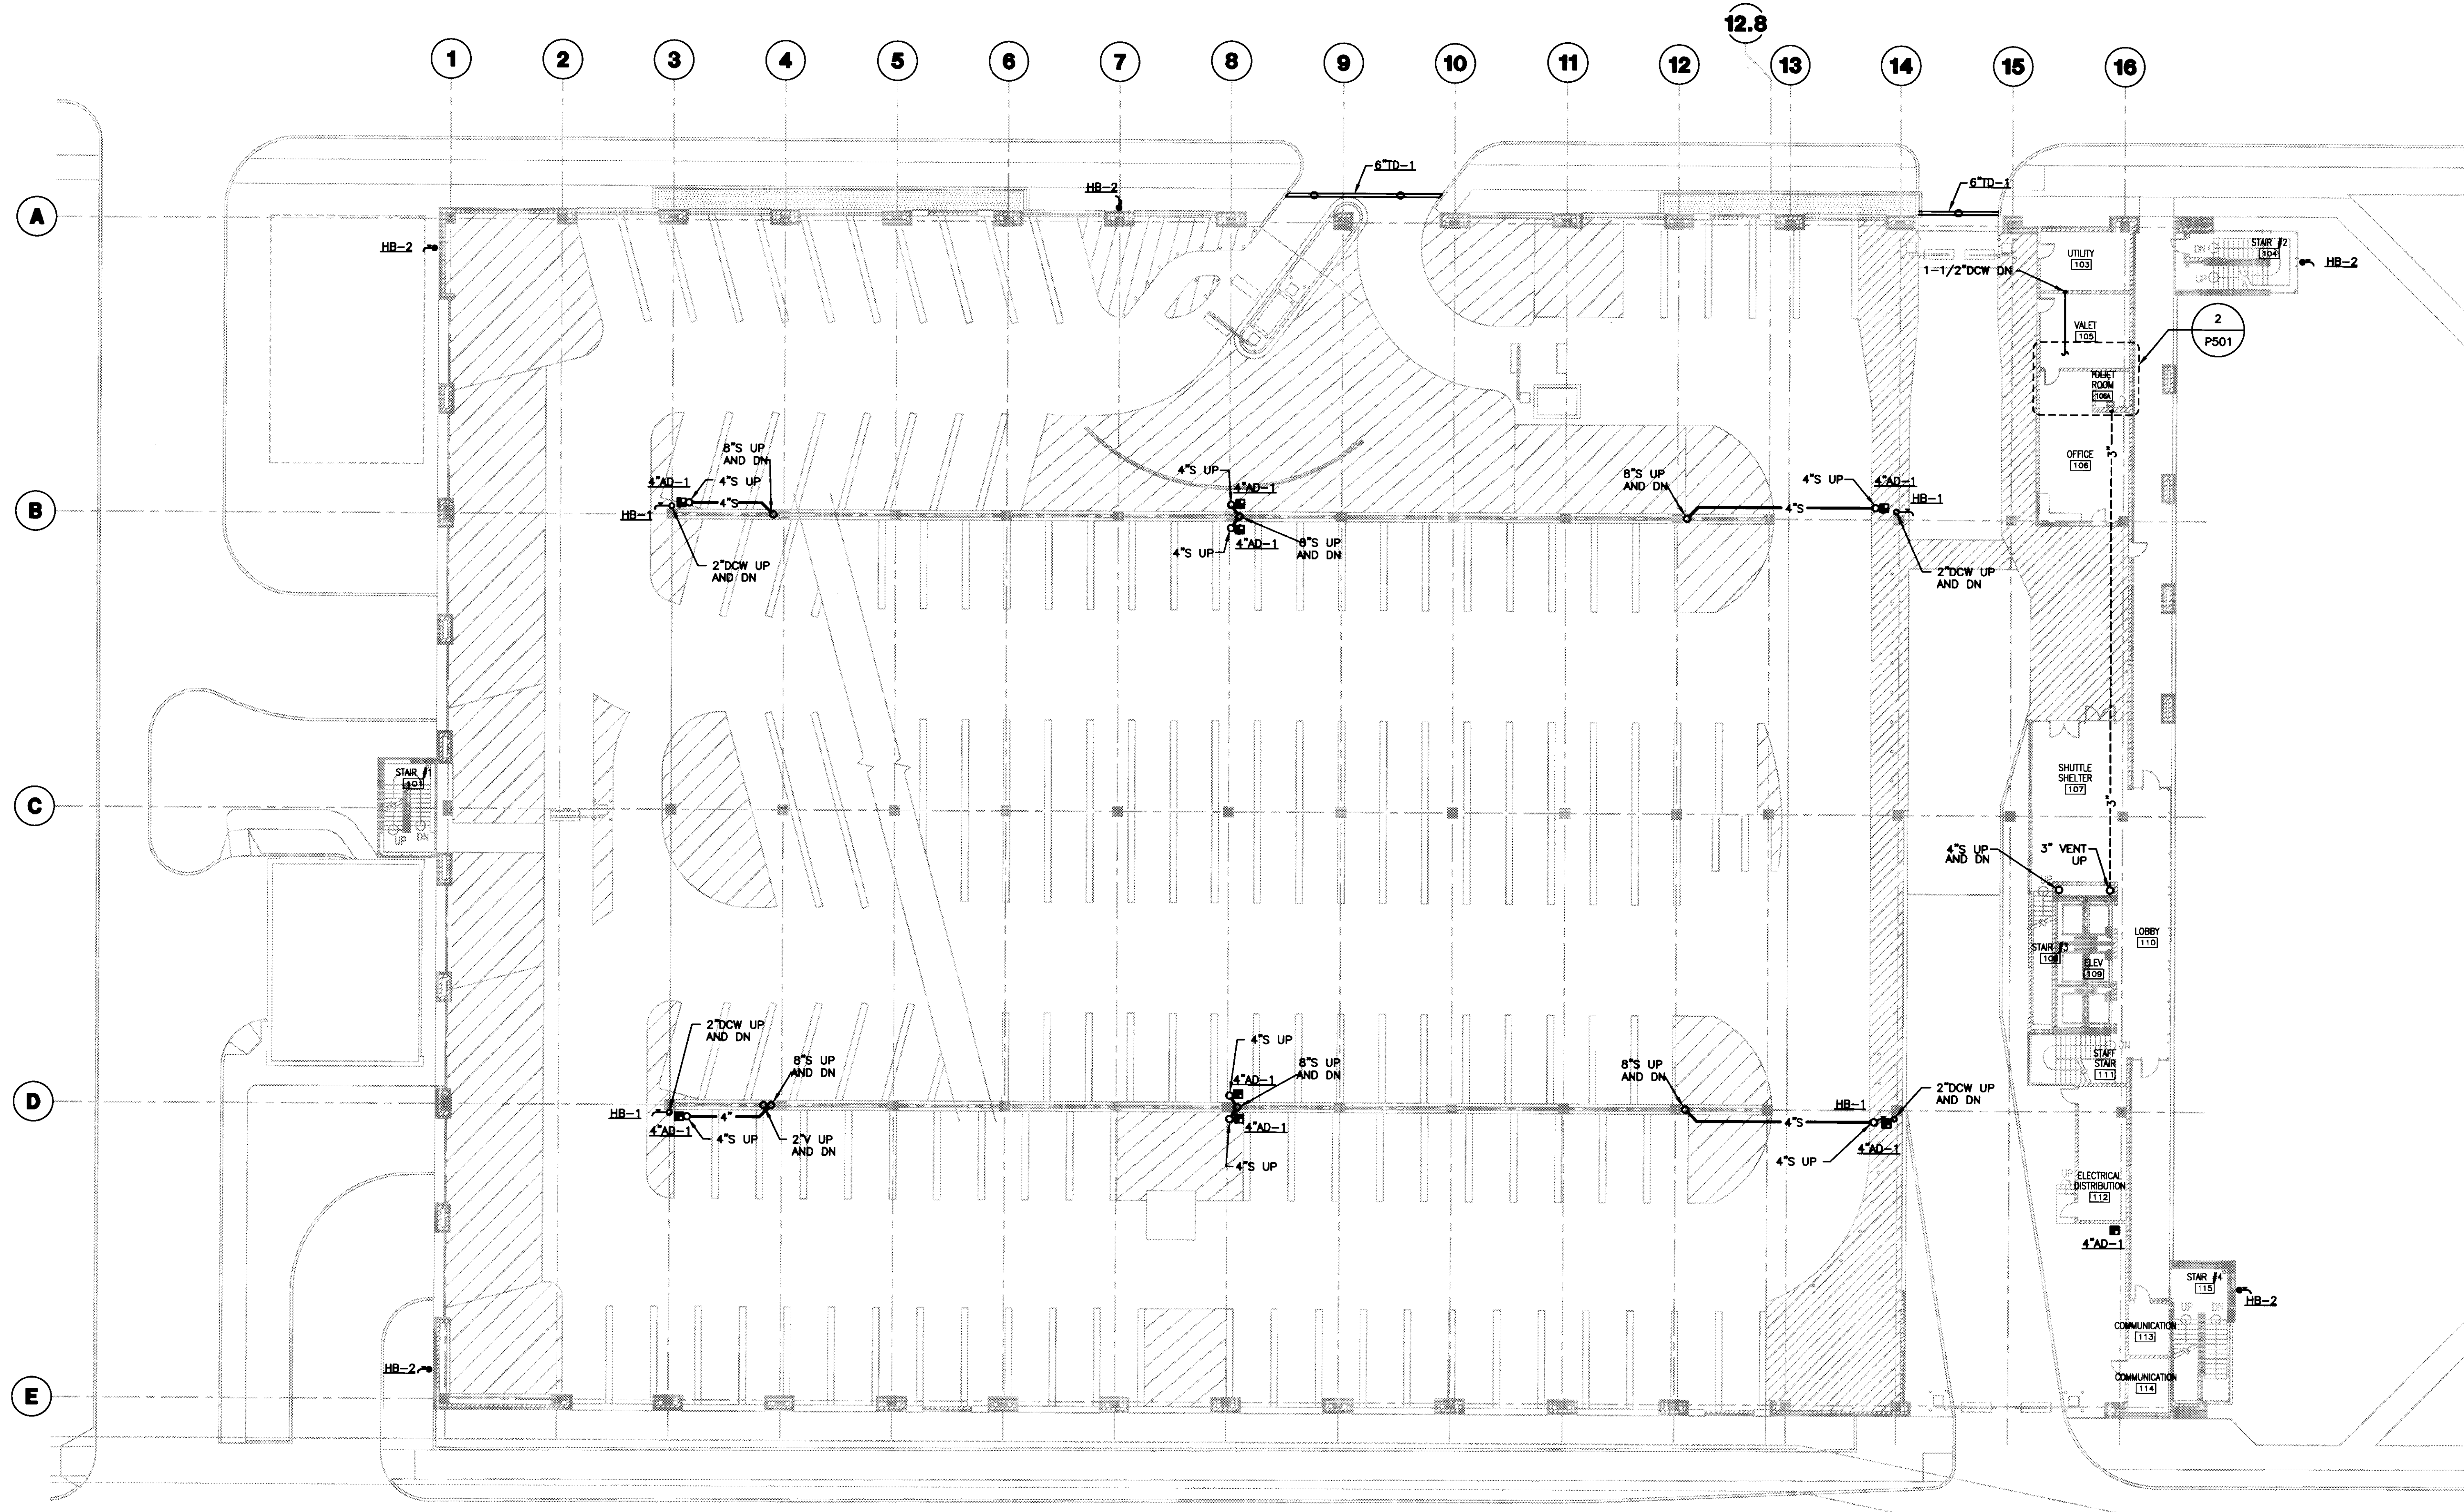 12.8
1
2
3
4
5
6
7
8
9
10
11
12
13
14
15
16
6"TD-1
HB-2
6"TD-1
A
HB-2
DN
STAIR #2
104
UP
HB-2
UTILITY
103
1-1/2"DCW DN
VALET
105
2
P501
TOILET
ROOM
106A
8"S UP
AND DN
4"AD-1
4"S UP
4"S
HB-1
B
4"S UP
4"AD-1
8"S UP
AND DN
4"S UP
4"AD-1
8"S UP
AND DN
4"S UP
4"AD-1
HB-1
4"S
OFFICE
106
3"
2"DCW UP
AND DN
2"DCW UP
AND DN
STAIR #1
101
UP
DN
C
SHUTTLE
SHELTER
107
3"
4"S UP
AND DN
3" VENT
UP
UP
LOBBY
110
STAIR #3
108
ELEV
109
2"DCW UP
AND DN
8"S UP
AND DN
4"S UP
4"AD-1
8"S UP
AND DN
8"S UP
AND DN
DN
STAFF
STAIR
111
2"DCW UP
AND DN
D
HB-1
4"AD-1
4"
4"S UP
2"V UP
AND DN
4"AD-1
4"S UP
HB-1
4"S
4"S UP
4"AD-1
UP
ELECTRICAL
DISTRIBUTION
112
4"AD-1
STAIR #4
115
UP
DN
HB-2
COMMUNICATION
113
COMMUNICATION
114
HB-2
E